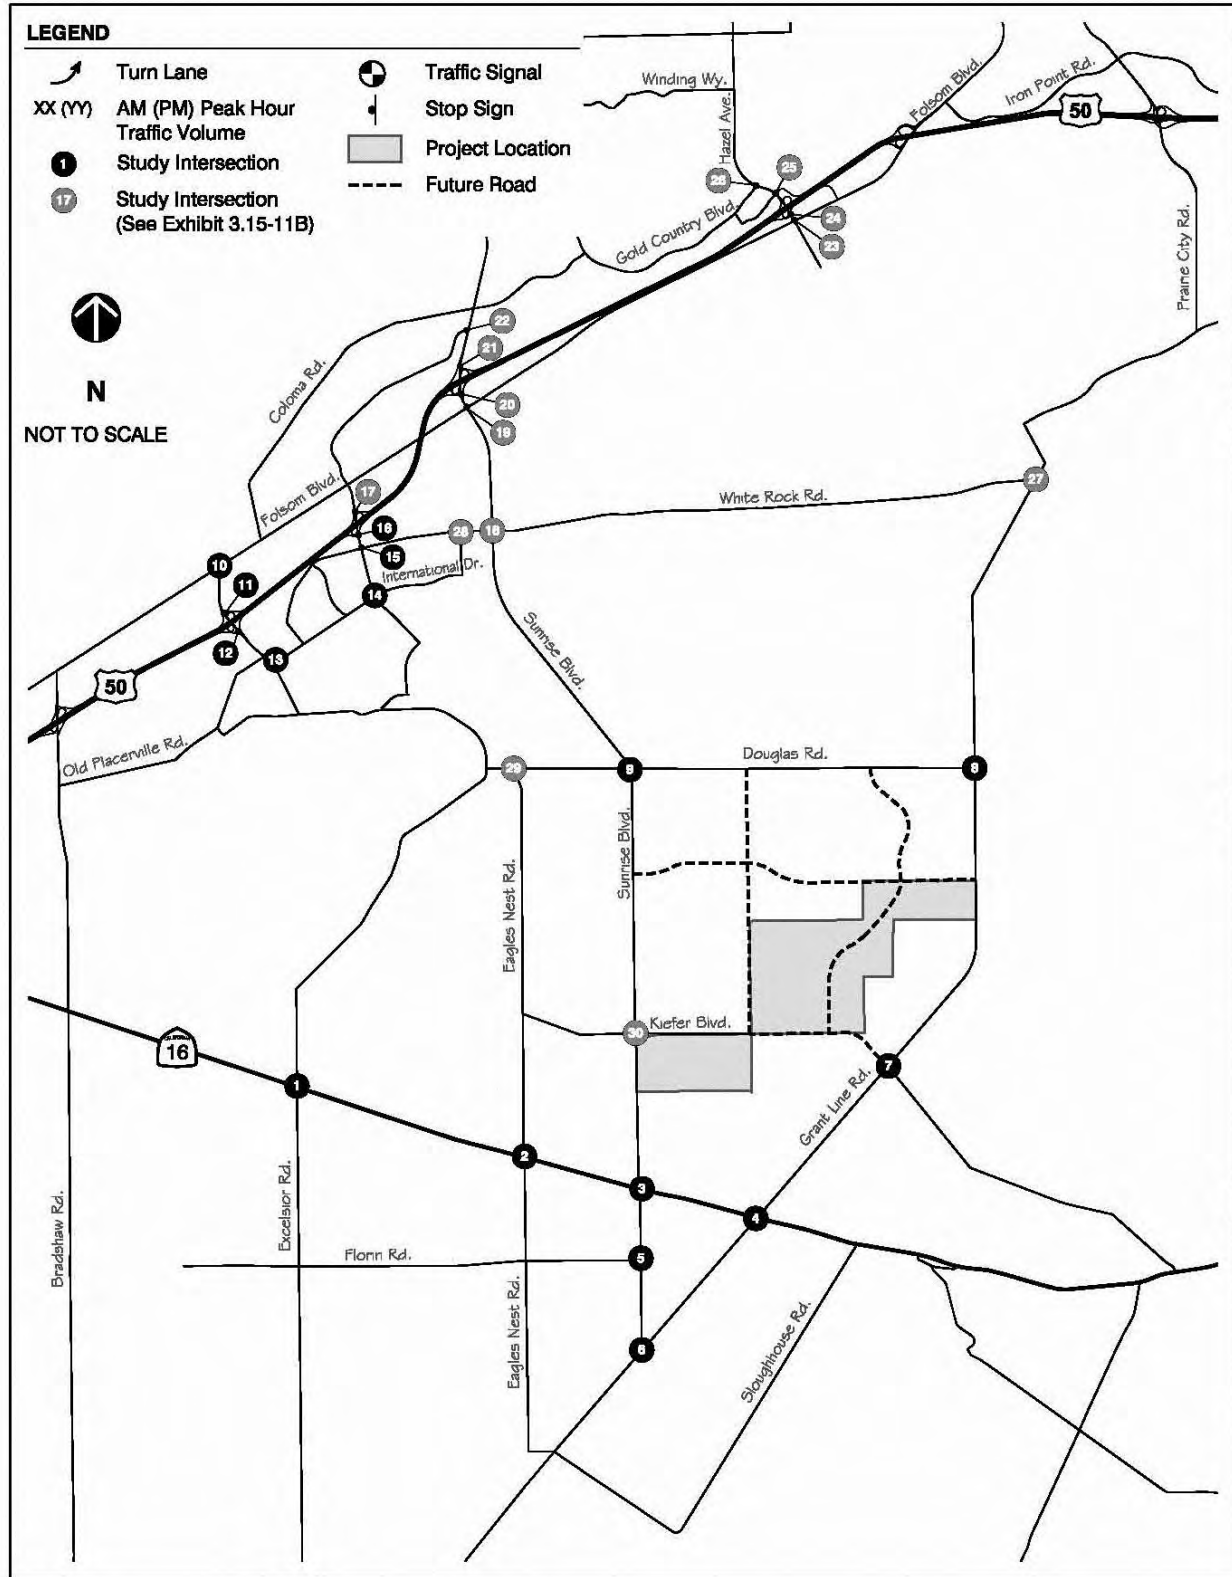 LEGEND
Turn Lane
Traffic Signal
XX (YY)
AM (PM) Peak Hour
Traffic Volume
Stop Sign
1
Study Intersection
Project Location
17
Study Intersection
(See Exhibit 3.15-11B)
Future Road
N
NOT TO SCALE
Winding Wy.
Hazel Ave.
Folsom Blvd.
Iron Point Rd.
50
Prairie City Rd.
26
25
24
23
Gold Country Blvd.
22
21
20
19
Coloma Rd.
Folsom Blvd.
17
16
15
28
18
White Rock Rd.
27
International Dr.
14
10
11
12
13
50
Sunrise Blvd.
Old Placerville Rd.
29
Douglas Rd.
9
Sunrise Blvd.
Eagles Nest Rd.
30
Kiefer Blvd.
CALIFORNIA
16
1
7
Grant Line Rd.
2
3
4
Excelsior Rd.
Bradshaw Rd.
Florin Rd.
5
Eagles Nest Rd.
6
Sloughhouse Rd.